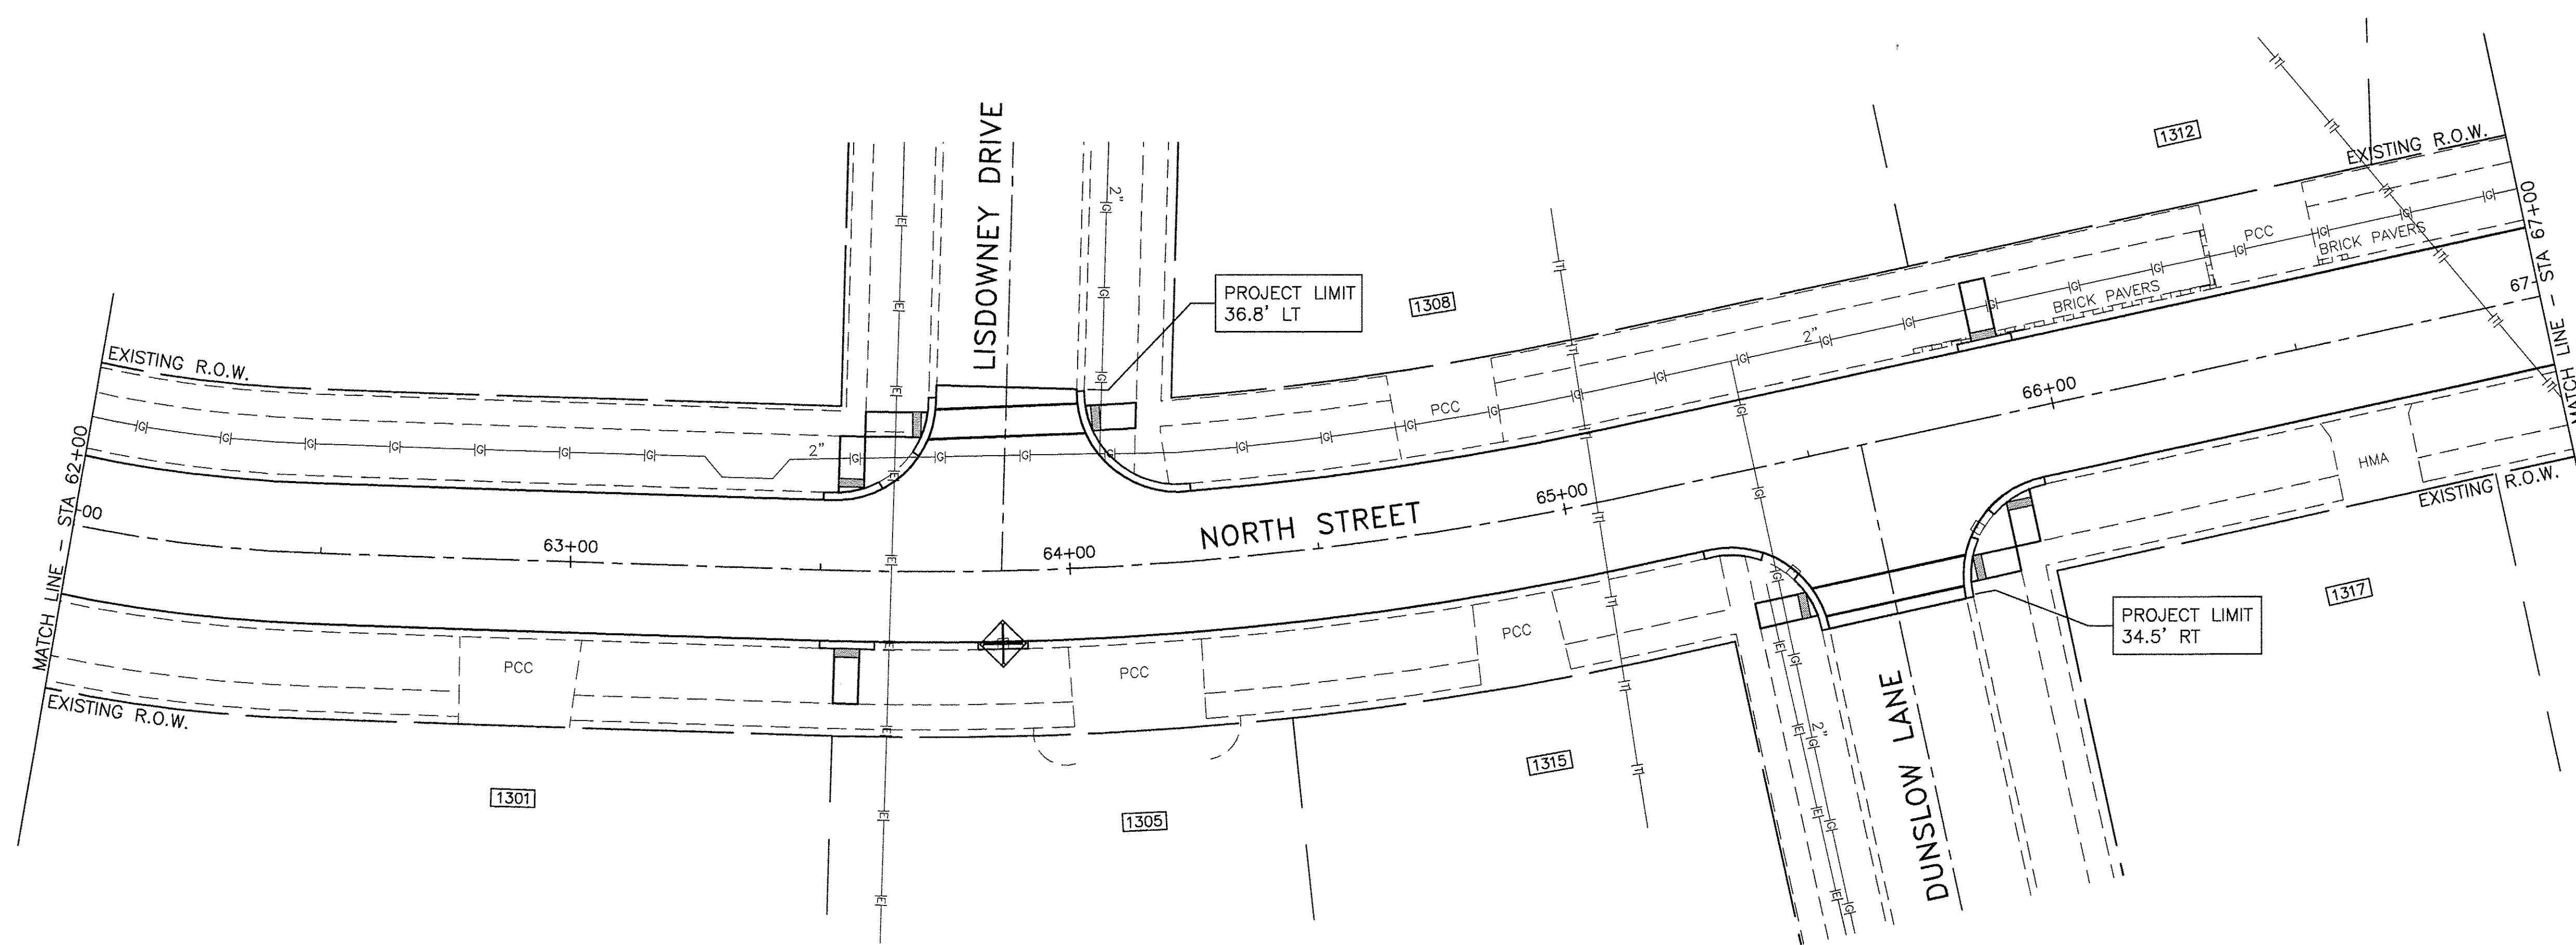 LISDOWNEY DRIVE
2"
PROJECT LIMIT
36.8' LT
1308
1312
EXISTING R.O.W.
PCC
BRICK PAVERS
BRICK PAVERS
MATCH LINE - STA 67+00
67-
EXISTING R.O.W.
MATCH LINE - STA 62+00
-00
2"
2"
PCC
66+00
65+00
NORTH STREET
63+00
64+00
HMA
EXISTING R.O.W.
1317
PROJECT LIMIT
34.5' RT
PCC
PCC
PCC
EXISTING R.O.W.
1301
1305
1315
2"
DUNSLOW LANE
G
E
T